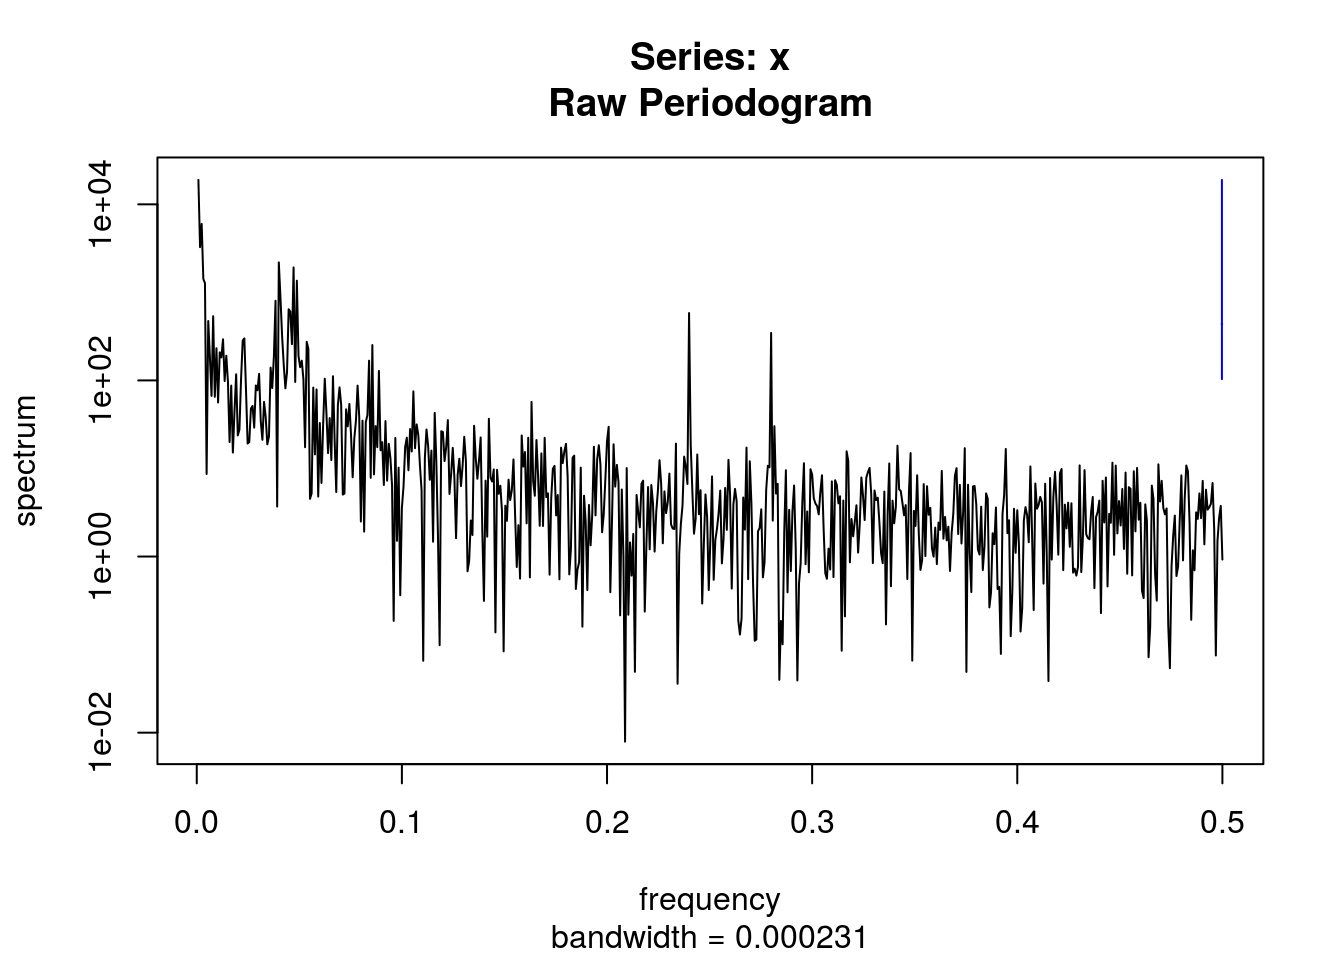 Series: x
Raw Periodogram
1e+04
1e+02
1e+00
1e-02
spectrum
0.0 0.1 0.2 0.3 0.4 0.5
frequency
bandwidth = 0.000231